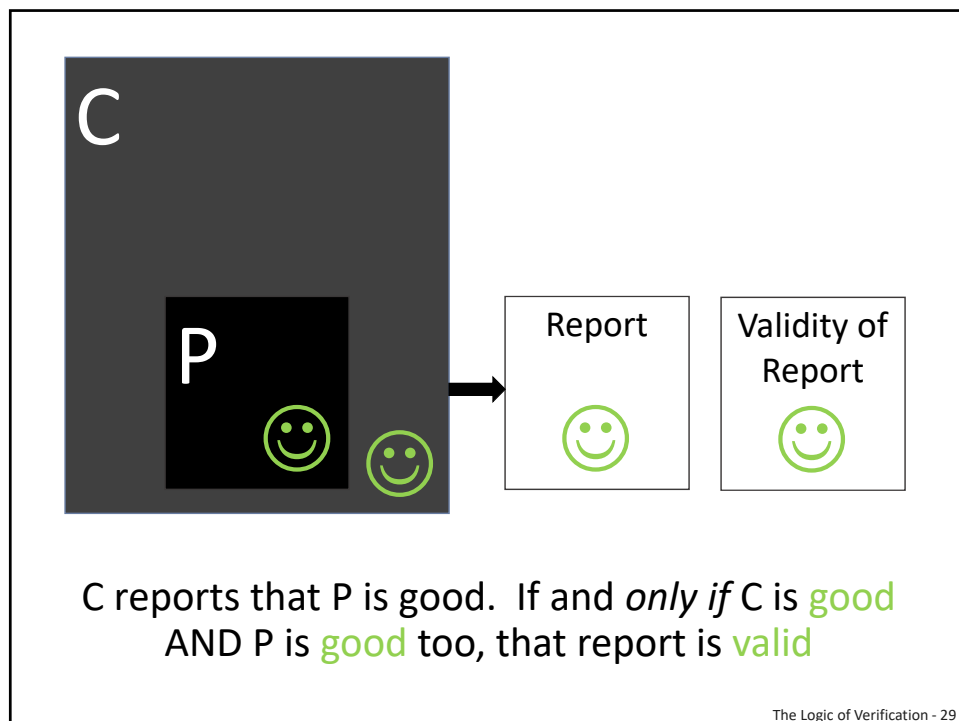 C
P
Report
Validity of
Report
C reports that P is good.  If and only if C is good
AND P is good too, that report is valid
The Logic of Verification - 29